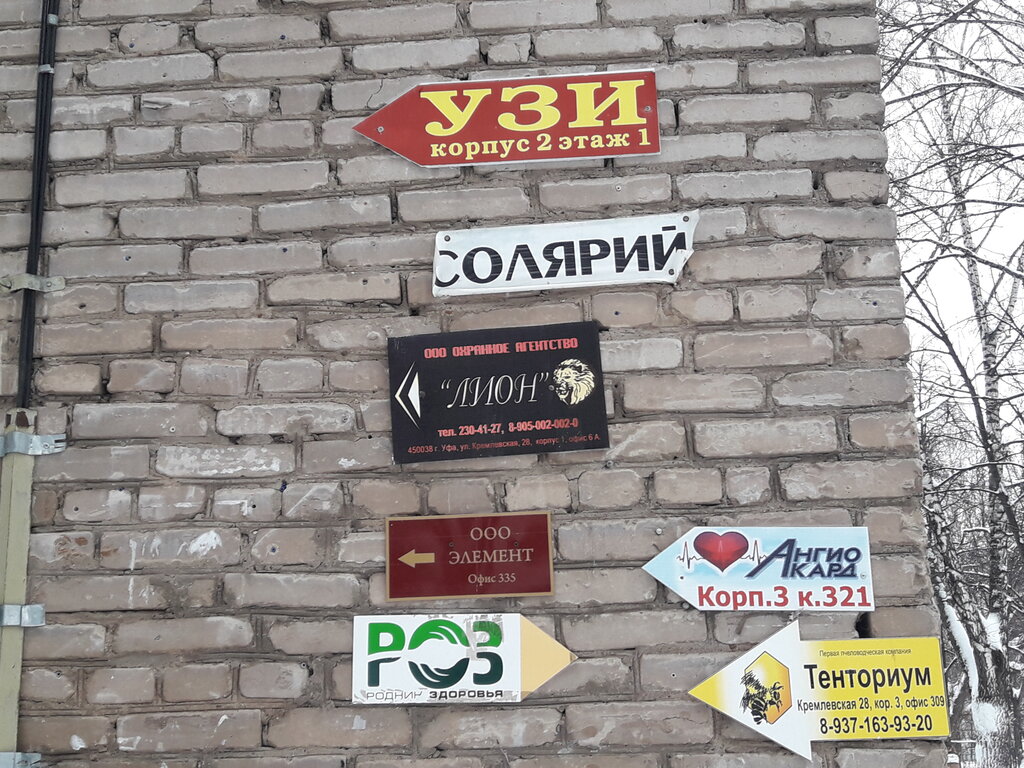 УЗИ
корпус 2 этаж 1
СОЛЯРИЙ
ООО ОХРАННОЕ АГЕНТСТВО
"ЛИОН"
тел. 230-41-27, 8-905-002-002-0
450038 г. Уфа, ул. Кремлевская, 28, корпус 1, офис 6 А.
ООО
ЭЛЕМЕНТ
Офис 335
АНГИО
КАРД
Корп.3 к.321
РОЗ
РОДНИК ЗДОРОВЬЯ
Первая пчеловодческая компания
Тенториум
Кремлевская 28, кор. 3, офис 309
8-937-163-93-20